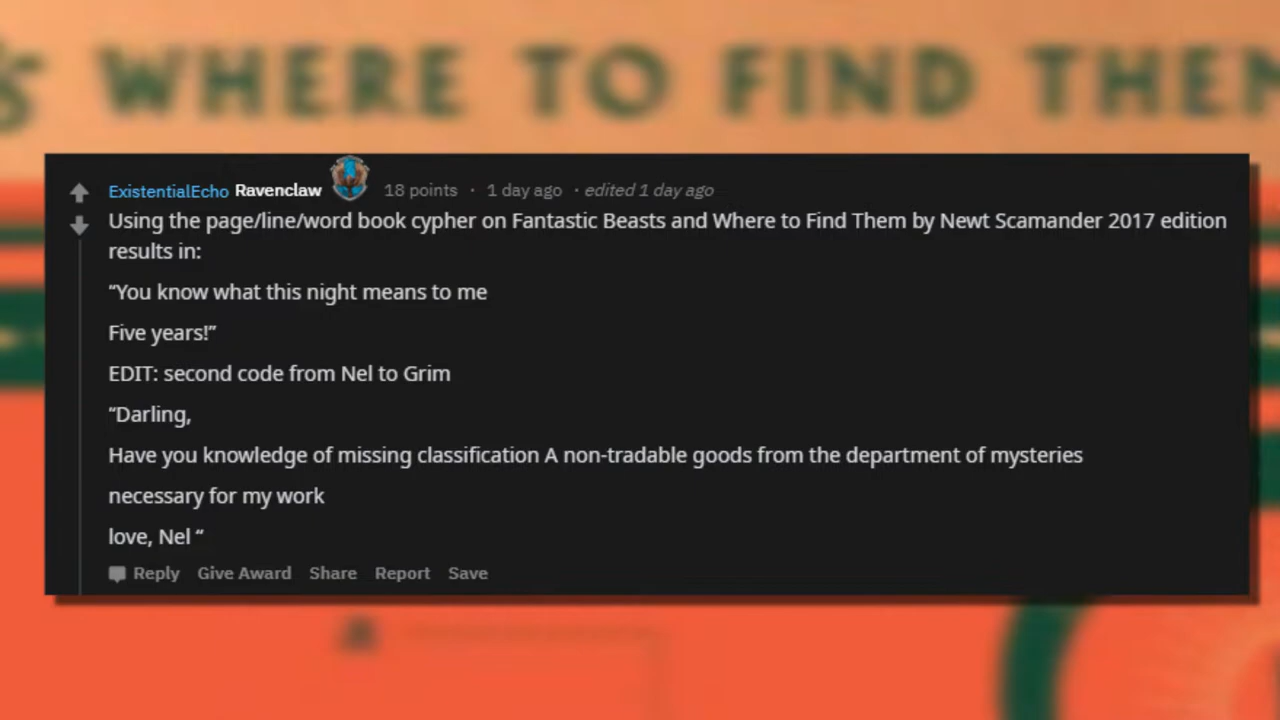 WHERE TO FIND THEM
ExistentialEcho Ravenclaw 18 points · 1 day ago · edited 1 day ago
Using the page/line/word book cypher on Fantastic Beasts and Where to Find Them by Newt Scamander 2017 edition
results in:
“You know what this night means to me
Five years!”
EDIT: second code from Nel to Grim
“Darling,
Have you knowledge of missing classification A non-tradable goods from the department of mysteries
necessary for my work
love, Nel “
Reply Give Award Share Report Save